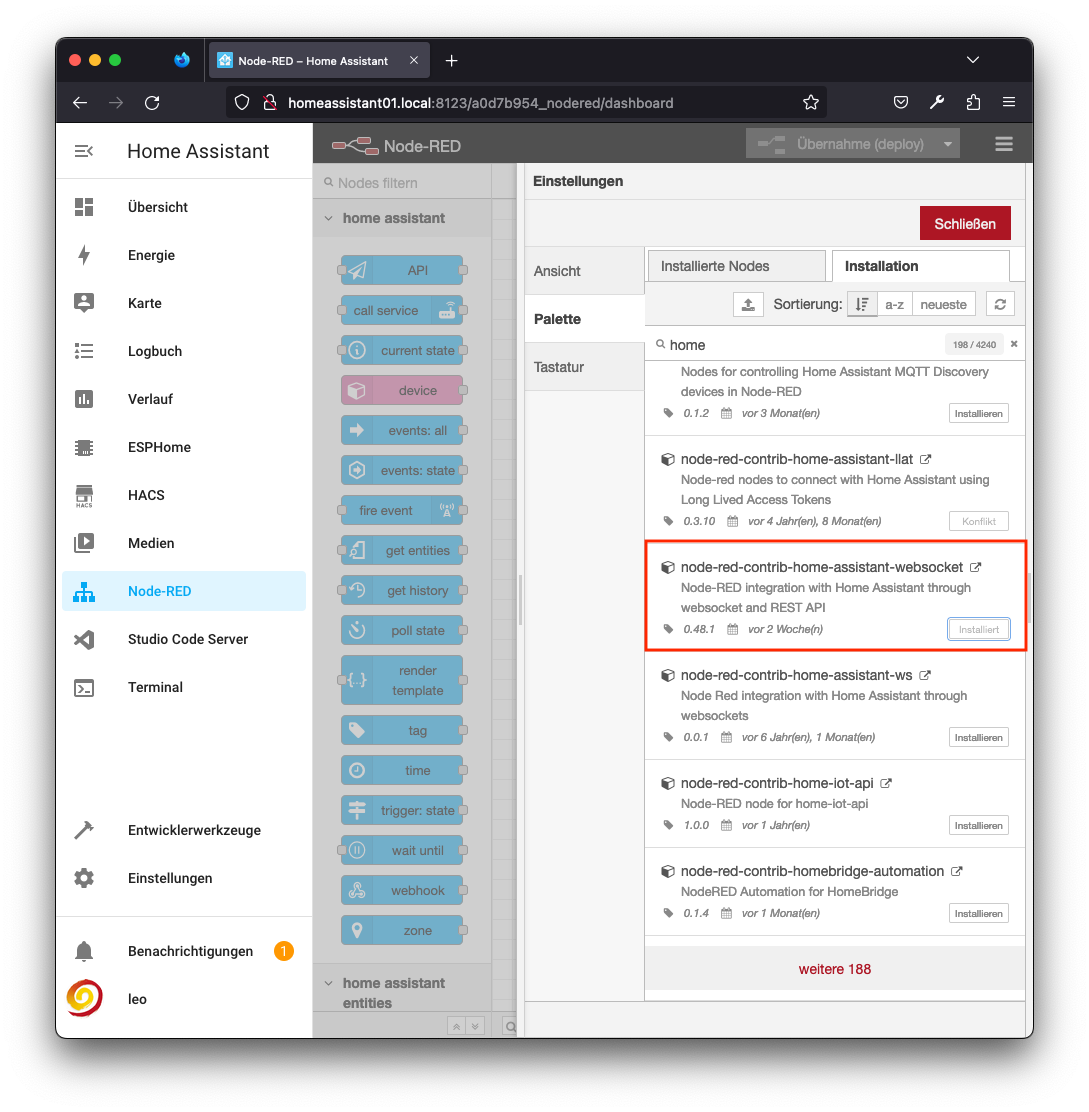 Node-RED – Home Assistant
homeassistant01.local:8123/a0d7b954_nodered/dashboard
Home Assistant
Übersicht
Energie
Karte
Logbuch
Verlauf
ESPHome
HACS
HACS
Medien
Node-RED
Studio Code Server
Terminal
Entwicklerwerkzeuge
Einstellungen
Benachrichtigungen 1
leo
Node-RED
Übernahme (deploy)
Nodes filtern
home assistant
API
call service
current state
device
events: all
events: state
fire event
get entities
get history
poll state
render
template
tag
time
trigger: state
wait until
webhook
zone
home assistant
entities
Einstellungen
Schließen
Ansicht
Palette
Tastatur
Installierte Nodes
Installation
Sortierung: a-z neueste
home 198 / 4240
Nodes for controlling Home Assistant MQTT Discovery
devices in Node-RED
0.1.2 vor 3 Monat(en) Installieren
node-red-contrib-home-assistant-llat
Node-red nodes to connect with Home Assistant using
Long Lived Access Tokens
0.3.10 vor 4 Jahr(en), 8 Monat(en) Konflikt
node-red-contrib-home-assistant-websocket
Node-RED integration with Home Assistant through
websocket and REST API
0.48.1 vor 2 Woche(n) Installiert
node-red-contrib-home-assistant-ws
Node Red integration with Home Assistant through
websockets
0.0.1 vor 6 Jahr(en), 1 Monat(en) Installieren
node-red-contrib-home-iot-api
Node-RED node for home-iot-api
1.0.0 vor 1 Jahr(en) Installieren
node-red-contrib-homebridge-automation
NodeRED Automation for HomeBridge
0.1.4 vor 1 Monat(en) Installieren
weitere 188